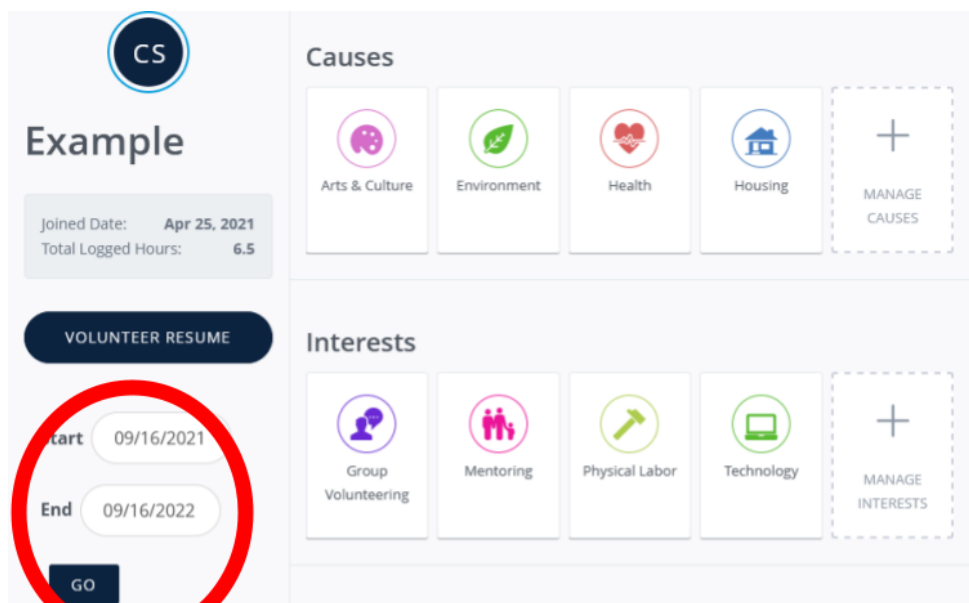 CS
Example
Joined Date: Apr 25, 2021
Total Logged Hours: 6.5
VOLUNTEER RESUME
Start 09/16/2021
End 09/16/2022
GO
Causes
Arts & Culture
Environment
Health
Housing
MANAGE
CAUSES
Interests
Group
Volunteering
Mentoring
Physical Labor
Technology
MANAGE
INTERESTS